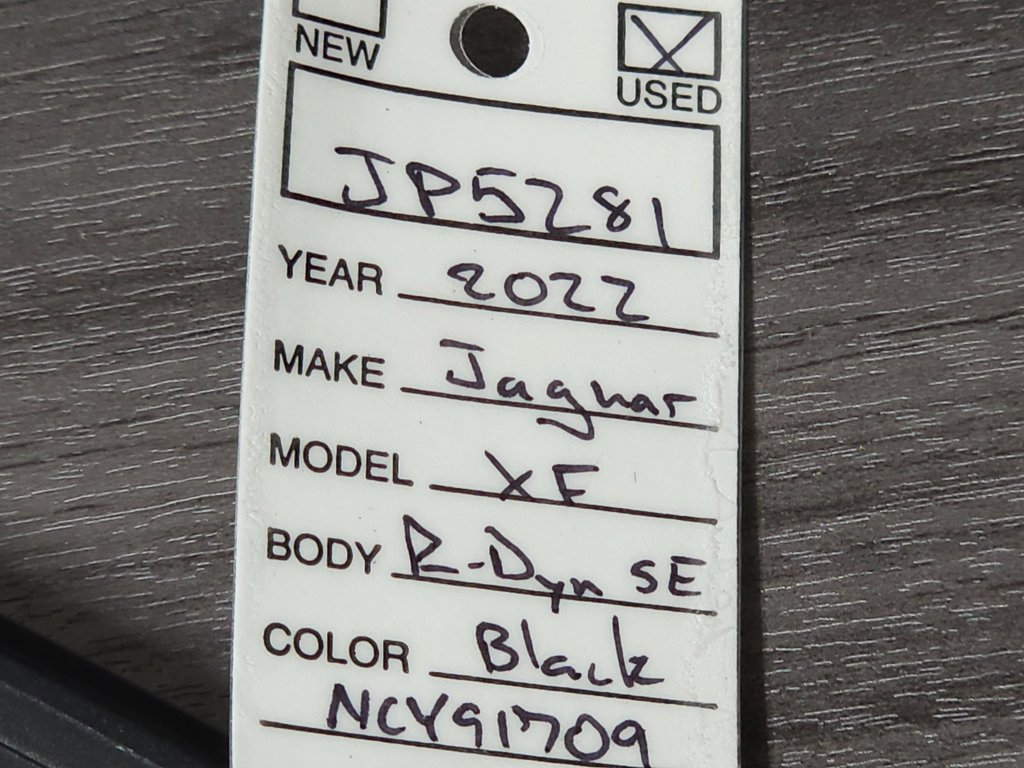 NEW USED
JP5281
YEAR 2022
MAKE Jaguar
MODEL XF
BODY R-Dyn SE
COLOR Black
NCY91709